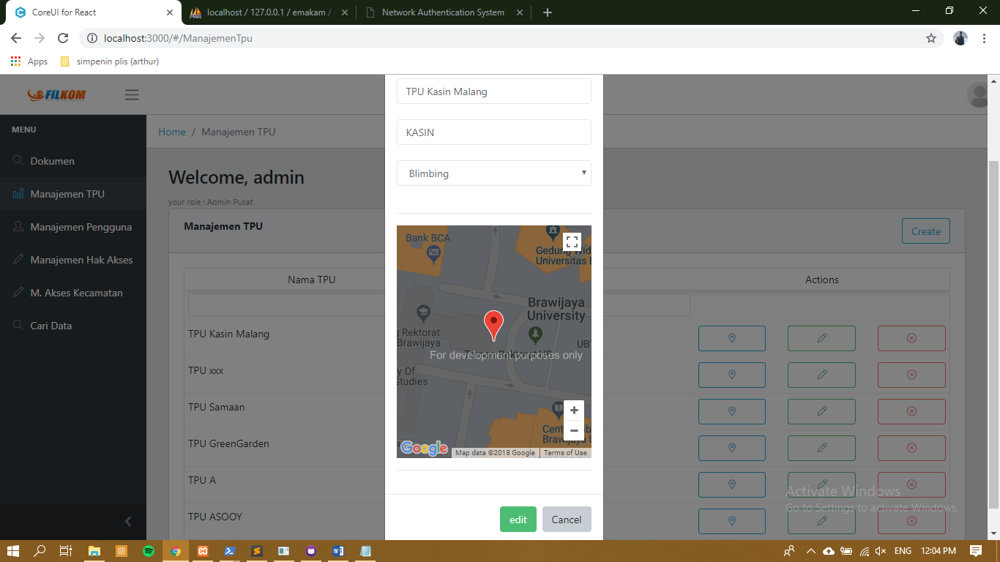 CoreUI for React
localhost / 127.0.0.1 / emakam /
Network Authentication System
localhost:3000/#/ManajemenTpu
Apps
simpenin plis (arthur)
FILKOM
MENU
Dokumen
Manajemen TPU
Manajemen Pengguna
Manajemen Hak Akses
M. Akses Kecamatan
Cari Data
Home / Manajemen TPU
Welcome, admin
your role : Admin Pusat
Manajemen TPU
Create
Nama TPU
Actions
TPU Kasin Malang
TPU xxx
TPU Samaan
TPU GreenGarden
TPU A
TPU ASOOY
TPU Kasin Malang
KASIN
Blimbing
Bank BCA
Gedung Wid
Universitas B
Brawijaya
University
g Rektorat
Brawijaya
UB
For development purposes only
y Of
Studies
Cent
Brawijaya U
Google
Map data ©2018 Google
Terms of Use
edit
Cancel
Activate Windows
Go to Settings to activate Windows.
ENG
12:04 PM